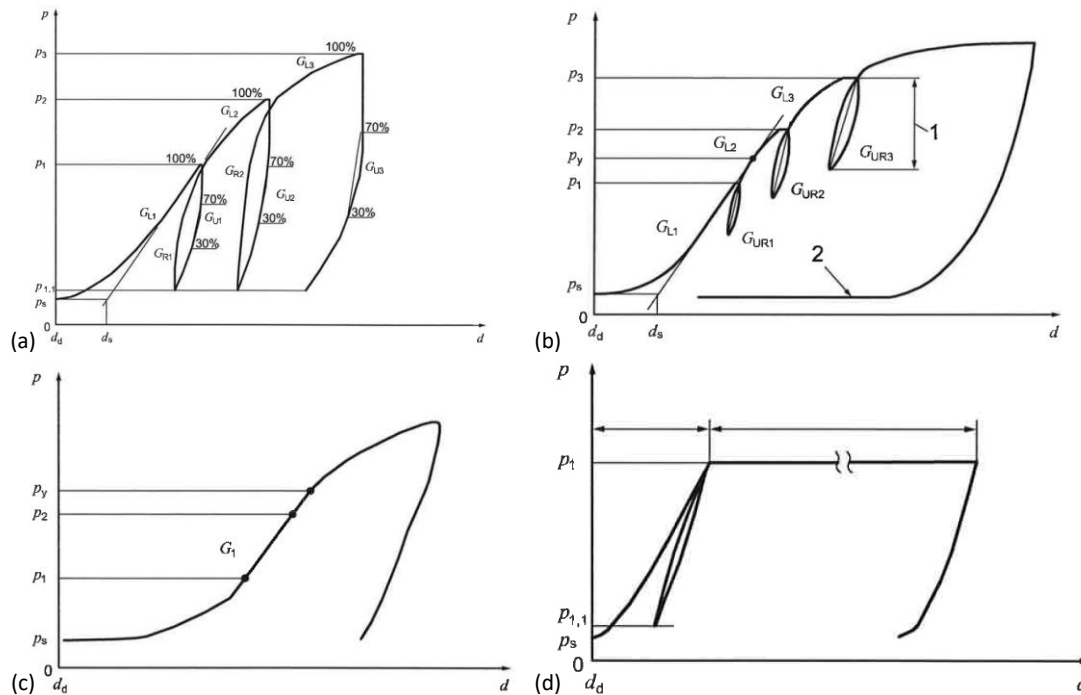 p
p3
100%
GL3
p2
100%
GL2
70%
p1
100%
GR2
70%
GU3
70%
GU2
GL1
GU1
30%
30%
GR1
30%
p1,1
ps
0
dd
ds
d
(a)
p
p3
GL3
1
p2
GL2
GUR3
py
p1
GUR2
GL1
GUR1
2
ps
0
dd
ds
d
(b)
p
py
p2
G1
p1
ps
0
dd
d
(c)
p
p1
p1,1
ps
0
dd
(d)